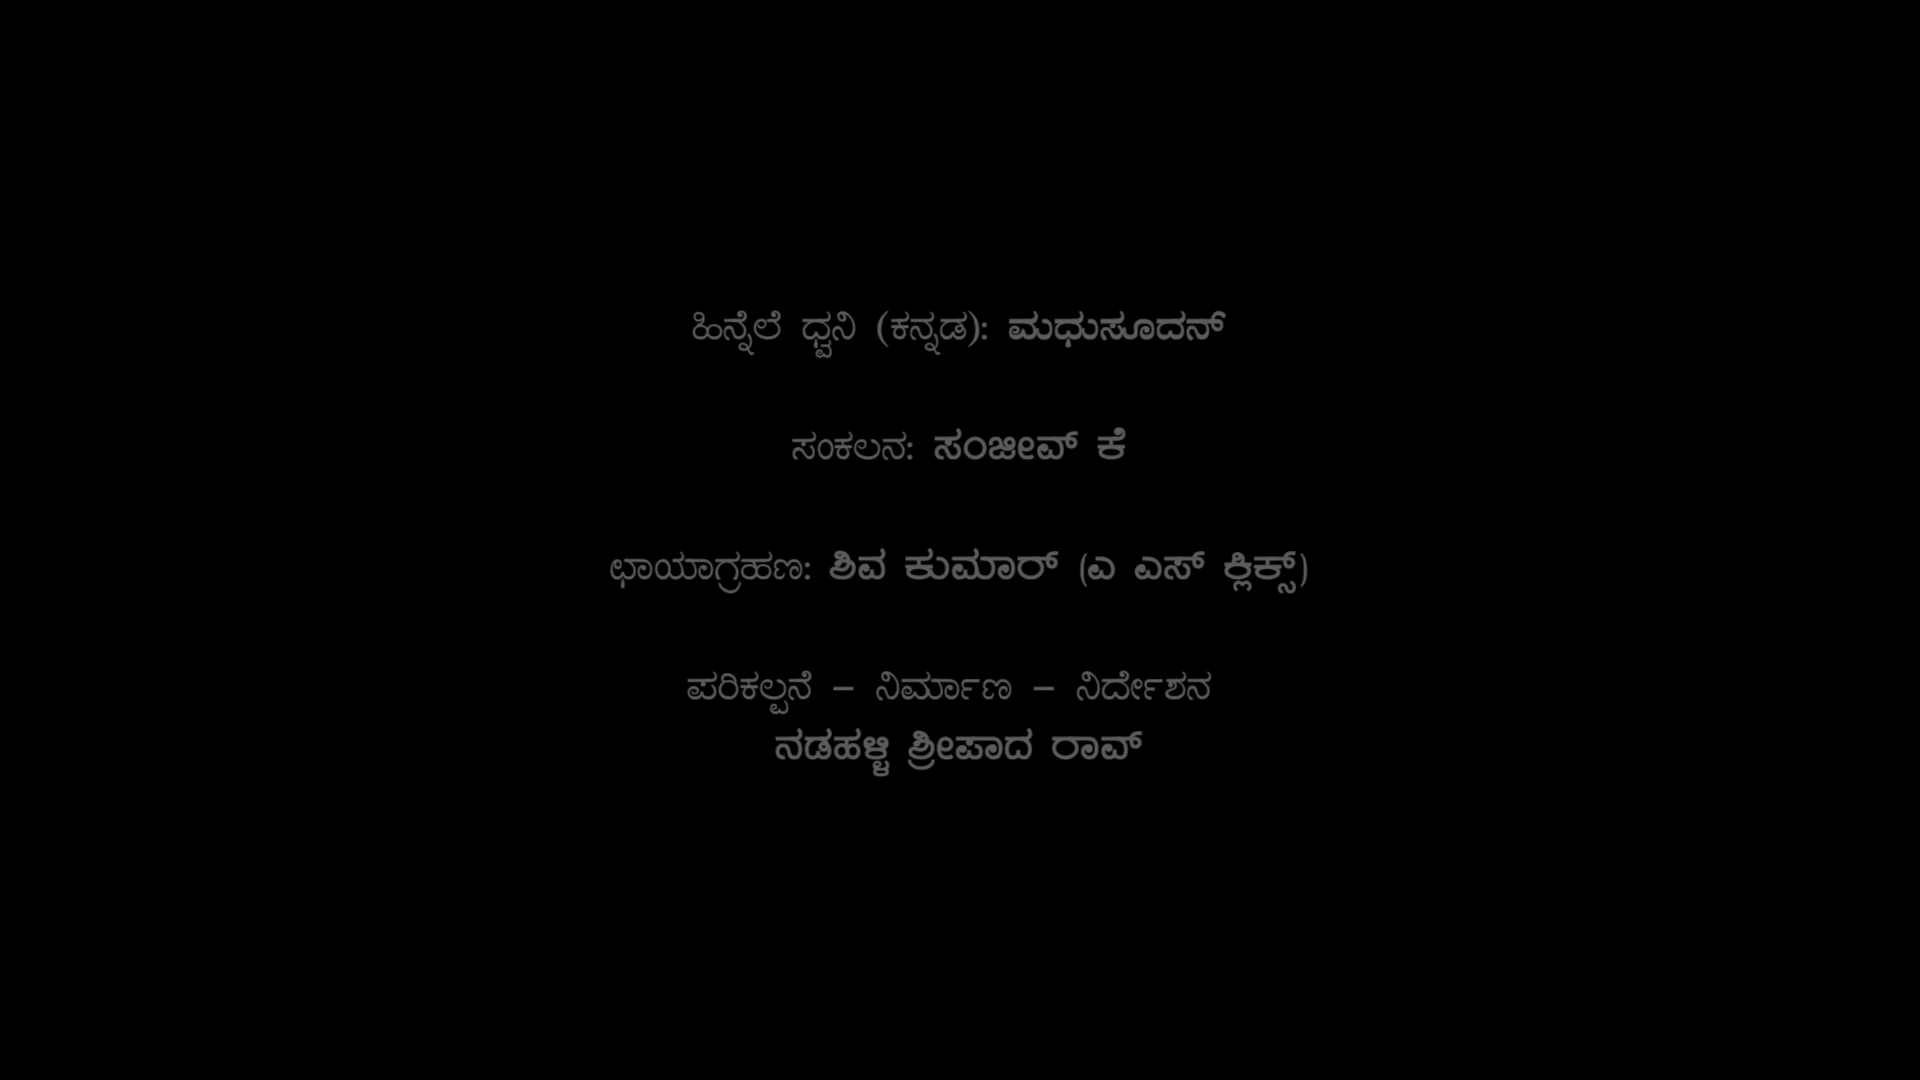 ಹಿನ್ನೆಲೆ ಧ್ವನಿ (ಕನ್ನಡ): ಮಧುಸೂದನ್
ಸಂಕಲನ: ಸಂಜೀವ್ ಕೆ
ಛಾಯಾಗ್ರಹಣ: ಶಿವ ಕುಮಾರ್ (ಎ ಎಸ್ ಕ್ಲಿಕ್ಸ್)
ಪರಿಕಲ್ಪನೆ – ನಿರ್ಮಾಣ – ನಿರ್ದೇಶನ
ನಡಹಳ್ಳಿ ಶ್ರೀಪಾದ ರಾವ್